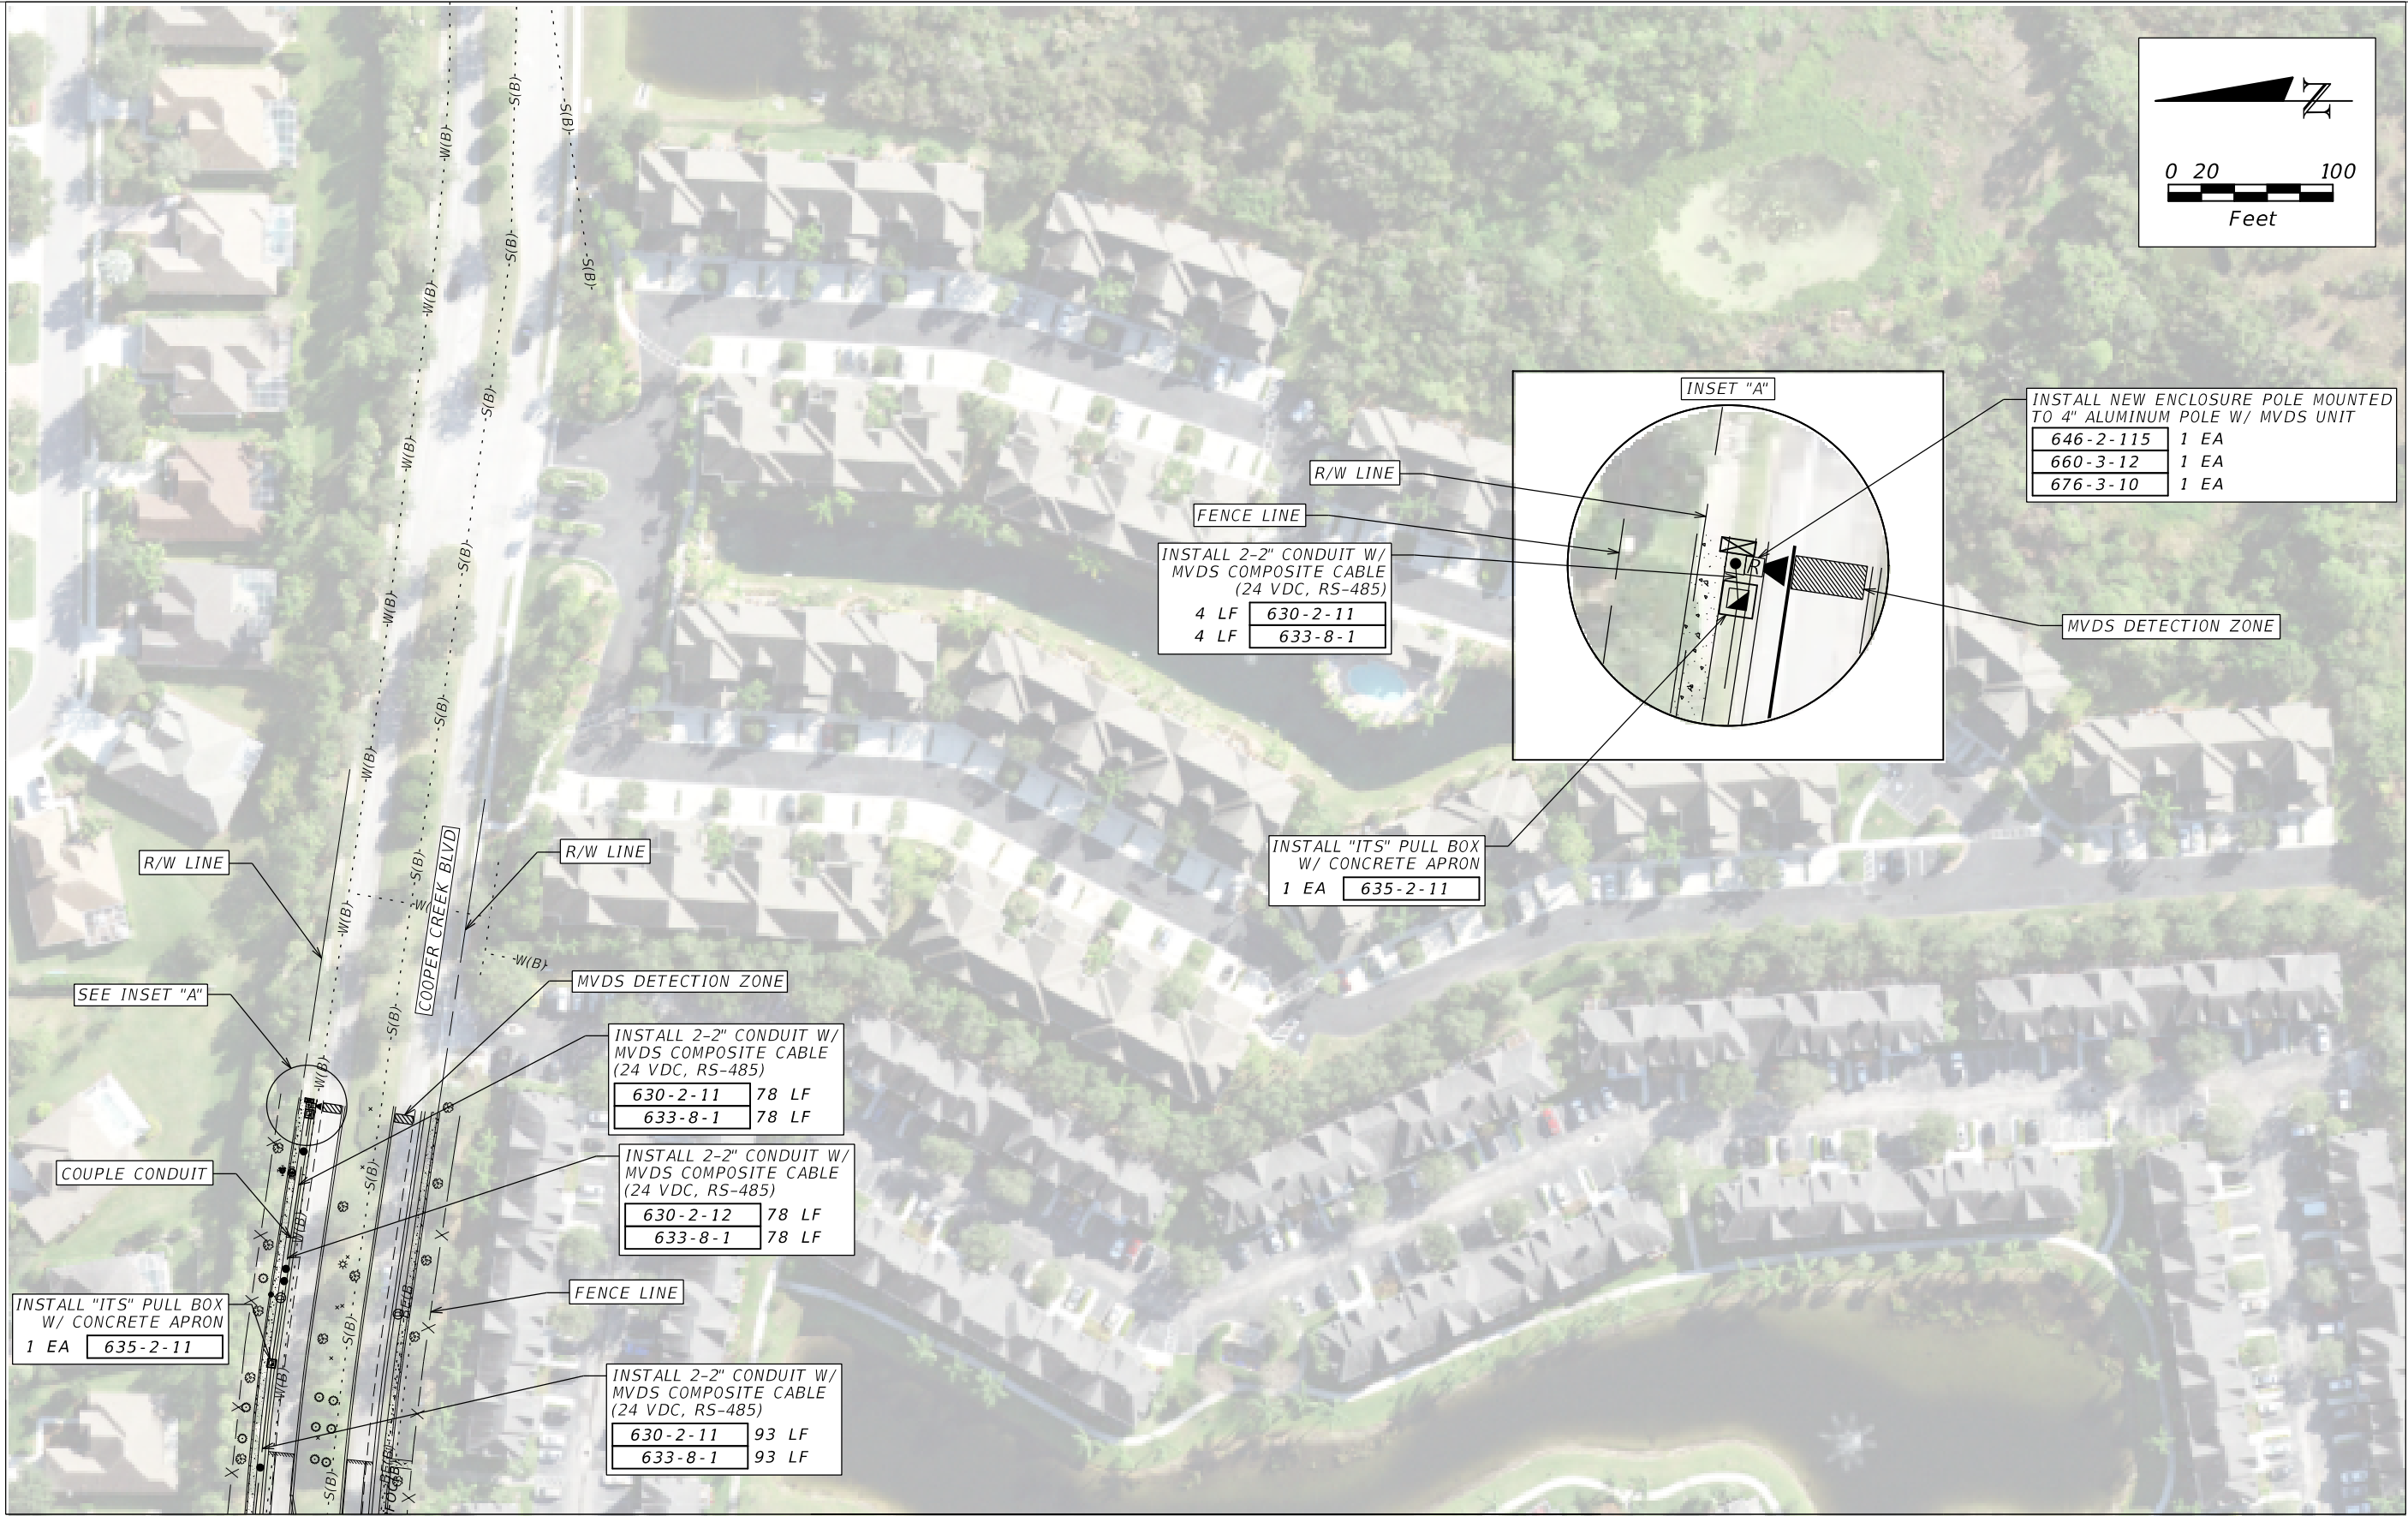 0 20 100
Feet
INSET "A"
INSTALL NEW ENCLOSURE POLE MOUNTED
TO 4" ALUMINUM POLE W/ MVDS UNIT
646-2-115 1 EA
660-3-12 1 EA
676-3-10 1 EA
R/W LINE
FENCE LINE
INSTALL 2-2" CONDUIT W/
MVDS COMPOSITE CABLE
(24 VDC, RS-485)
4 LF 630-2-11
4 LF 633-8-1
MVDS DETECTION ZONE
INSTALL "ITS" PULL BOX
W/ CONCRETE APRON
1 EA 635-2-11
W(B)
W(B)
W(B)
W(B)
W(B)
W(B)
W(B)
W(B)
W(B)
W(B)
S(B)
S(B)
S(B)
S(B)
S(B)
S(B)
S(B)
S(B)
S(B)
S(B)
S(B)
S(B)
W(B)
R/W LINE
R/W LINE
COOPER CREEK BLVD
SEE INSET "A"
MVDS DETECTION ZONE
INSTALL 2-2" CONDUIT W/
MVDS COMPOSITE CABLE
(24 VDC, RS-485)
630-2-11 78 LF
633-8-1 78 LF
COUPLE CONDUIT
INSTALL 2-2" CONDUIT W/
MVDS COMPOSITE CABLE
(24 VDC, RS-485)
630-2-12 78 LF
633-8-1 78 LF
FENCE LINE
INSTALL "ITS" PULL BOX
W/ CONCRETE APRON
1 EA 635-2-11
INSTALL 2-2" CONDUIT W/
MVDS COMPOSITE CABLE
(24 VDC, RS-485)
630-2-11 93 LF
633-8-1 93 LF